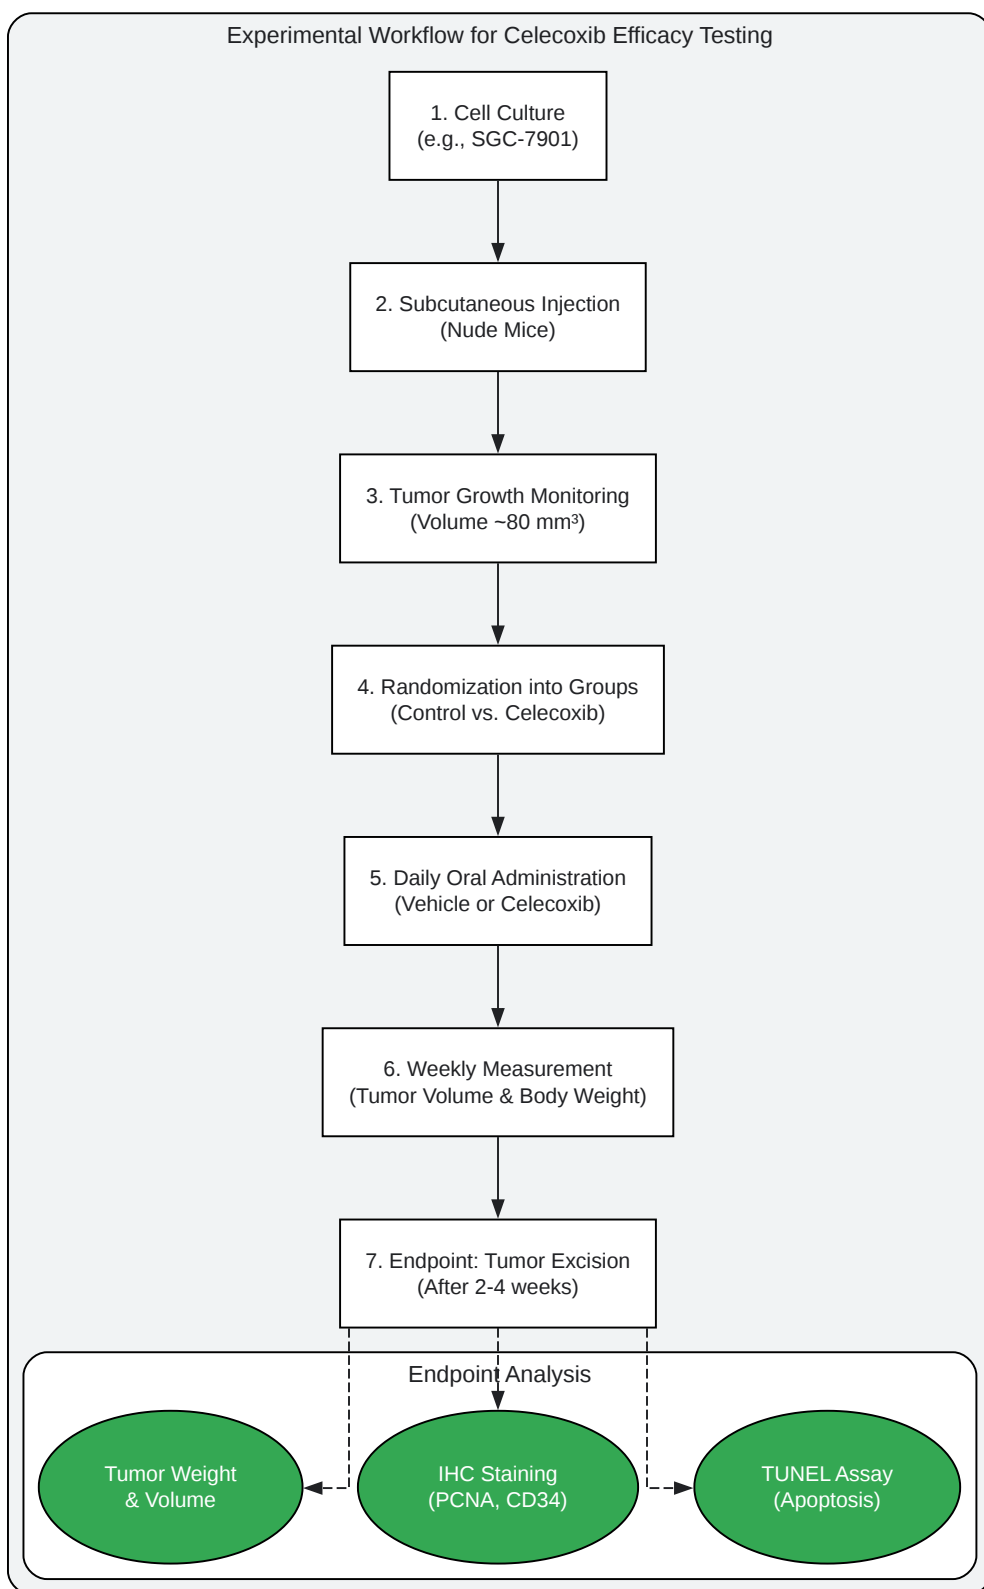 Experimental Workflow for Celecoxib Efficacy Testing
1. Cell Culture
(e.g., SGC-7901)
2. Subcutaneous Injection
(Nude Mice)
3. Tumor Growth Monitoring
(Volume ~80 mm³)
4. Randomization into Groups
(Control vs. Celecoxib)
5. Daily Oral Administration
(Vehicle or Celecoxib)
6. Weekly Measurement
(Tumor Volume & Body Weight)
7. Endpoint: Tumor Excision
(After 2-4 weeks)
Endpoint Analysis
Tumor Weight
& Volume
IHC Staining
(PCNA, CD34)
TUNEL Assay
(Apoptosis)